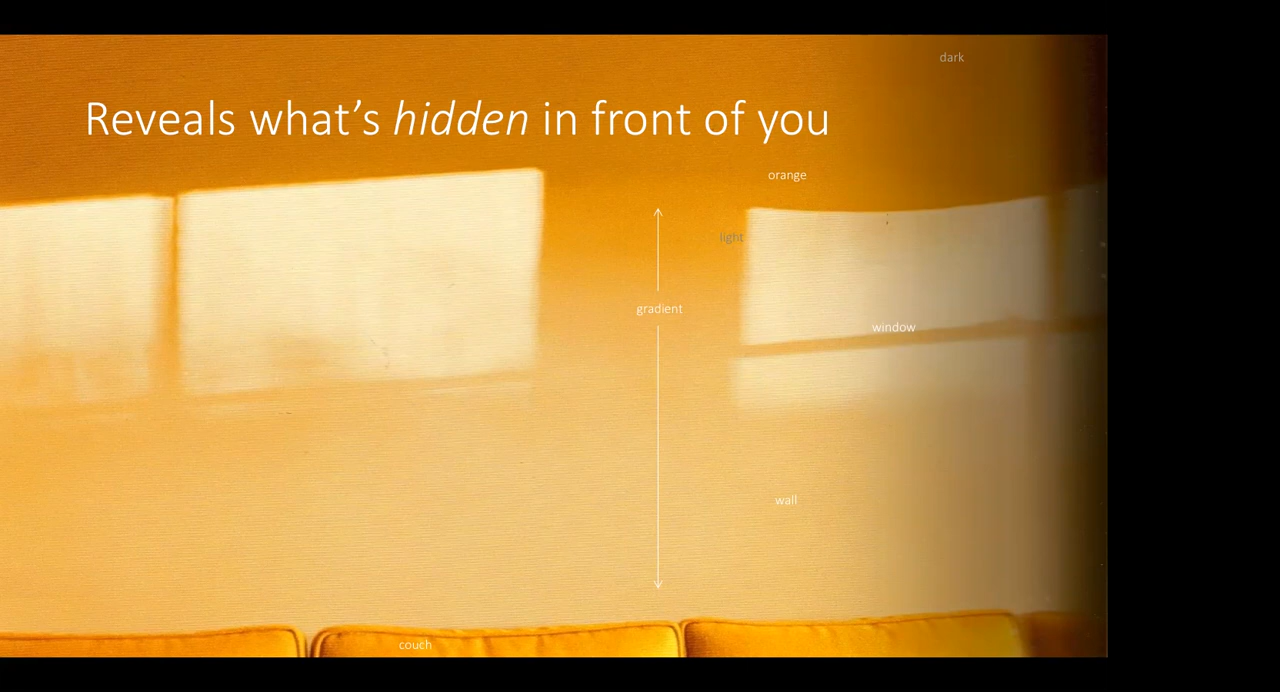 dark
Reveals what's hidden in front of you
orange
light
gradient
window
wall
couch